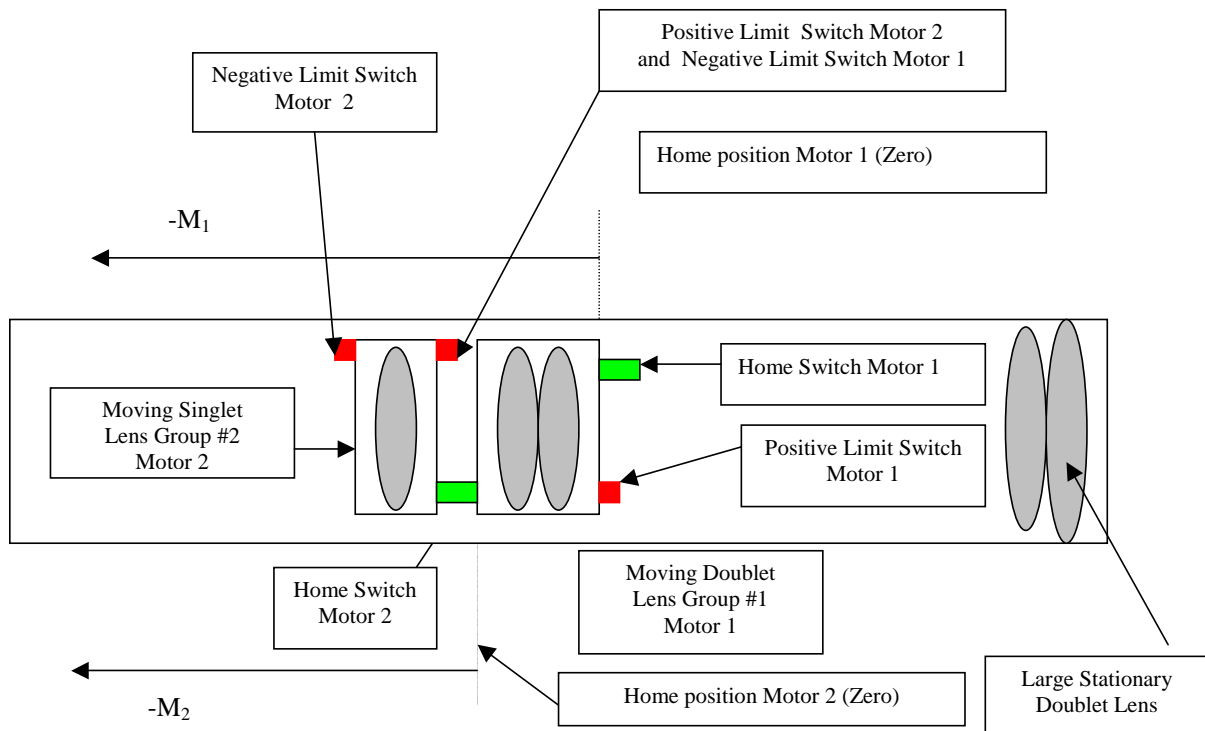 Positive Limit Switch Motor 2
and Negative Limit Switch Motor 1
Negative Limit Switch
Motor 2
Home position Motor 1 (Zero)
-M₁
Home Switch Motor 1
Moving Singlet
Lens Group #2
Motor 2
Positive Limit Switch
Motor 1
Home Switch
Motor 2
Moving Doublet
Lens Group #1
Motor 1
Large Stationary
Doublet Lens
Home position Motor 2 (Zero)
-M₂